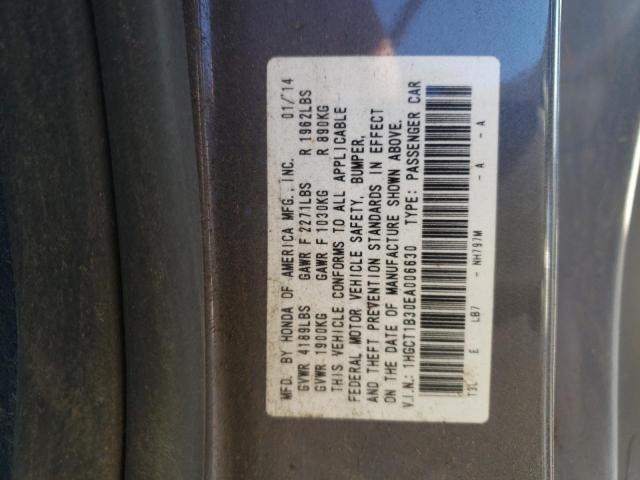 MFD. BY HONDA OF AMERICA MFG., INC. 01/'14
GVWR 4189LBS GAWR F 2271LBS R 1962LBS
GVWR 1900KG GAWR F 1030KG R 890KG
THIS VEHICLE CONFORMS TO ALL APPLICABLE
FEDERAL MOTOR VEHICLE SAFETY, BUMPER,
AND THEFT PREVENTION STANDARDS IN EFFECT
ON THE DATE OF MANUFACTURE SHOWN ABOVE.
V.I.N.: 1HGCT1B30EA006630 TYPE: PASSENGER CAR
T3L E LB7 - NH797M - A - A